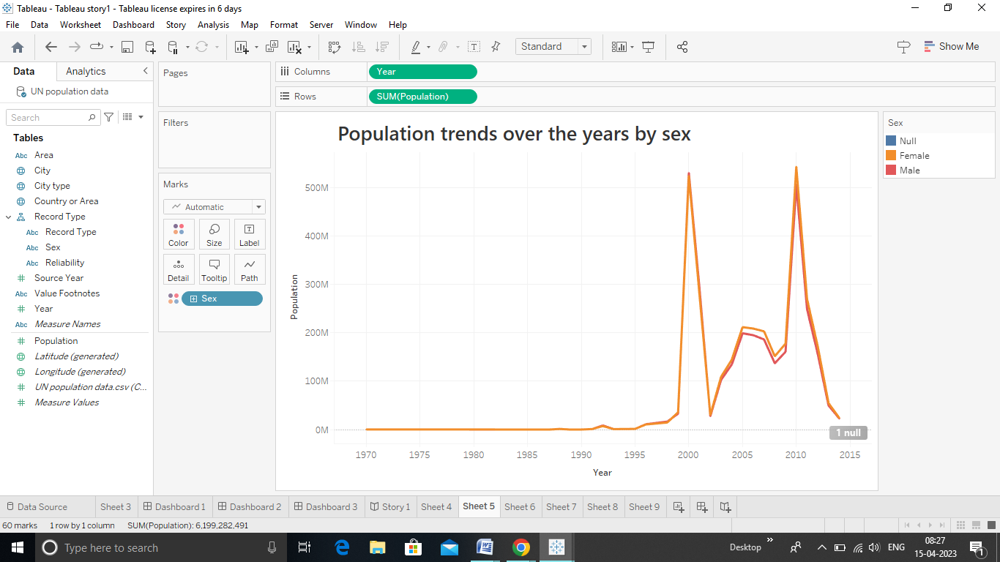 Tableau - Tableau story1 - Tableau license expires in 6 days
File Data Worksheet Dashboard Story Analysis Map Format Server Window Help
Standard Show Me
Data Analytics
UN population data
Search
Tables
Abc Area
City
City type
Country or Area
Record Type
Abc Record Type
Abc Sex
Abc Reliability
Source Year
Abc Value Footnotes
Year
Abc Measure Names
Population
Latitude (generated)
Longitude (generated)
UN population data.csv (C...
Measure Values
Pages
Filters
Marks
Automatic
Color Size Label
Detail Tooltip Path
Sex
Columns Year
Rows SUM(Population)
Population trends over the years by sex
Population
500M
400M
300M
200M
100M
0M
1 null
1970 1975 1980 1985 1990 1995 2000 2005 2010 2015
Year
Sex
Null
Female
Male
Data Source Sheet 3 Dashboard 1 Dashboard 2 Dashboard 3 Story 1 Sheet 4 Sheet 5 Sheet 6 Sheet 7 Sheet 8 Sheet 9
60 marks 1 row by 1 column SUM(Population): 6,199,282,491
Type here to search Desktop ENG 08:27
15-04-2023 1